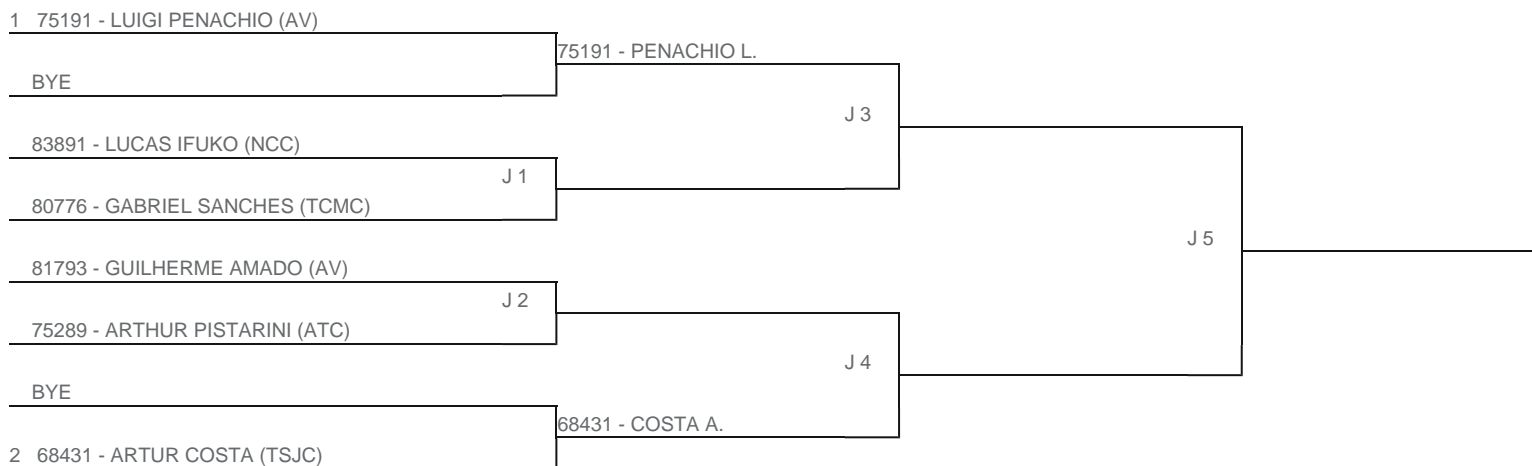 1 75191 - LUIGI PENACHIO (AV)
75191 - PENACHIO L.
BYE
J 3
83891 - LUCAS IFUKO (NCC)
J 1
80776 - GABRIEL SANCHES (TCMC)
J 5
81793 - GUILHERME AMADO (AV)
J 2
75289 - ARTHUR PISTARINI (ATC)
J 4
BYE
68431 - COSTA A.
2 68431 - ARTUR COSTA (TSJC)